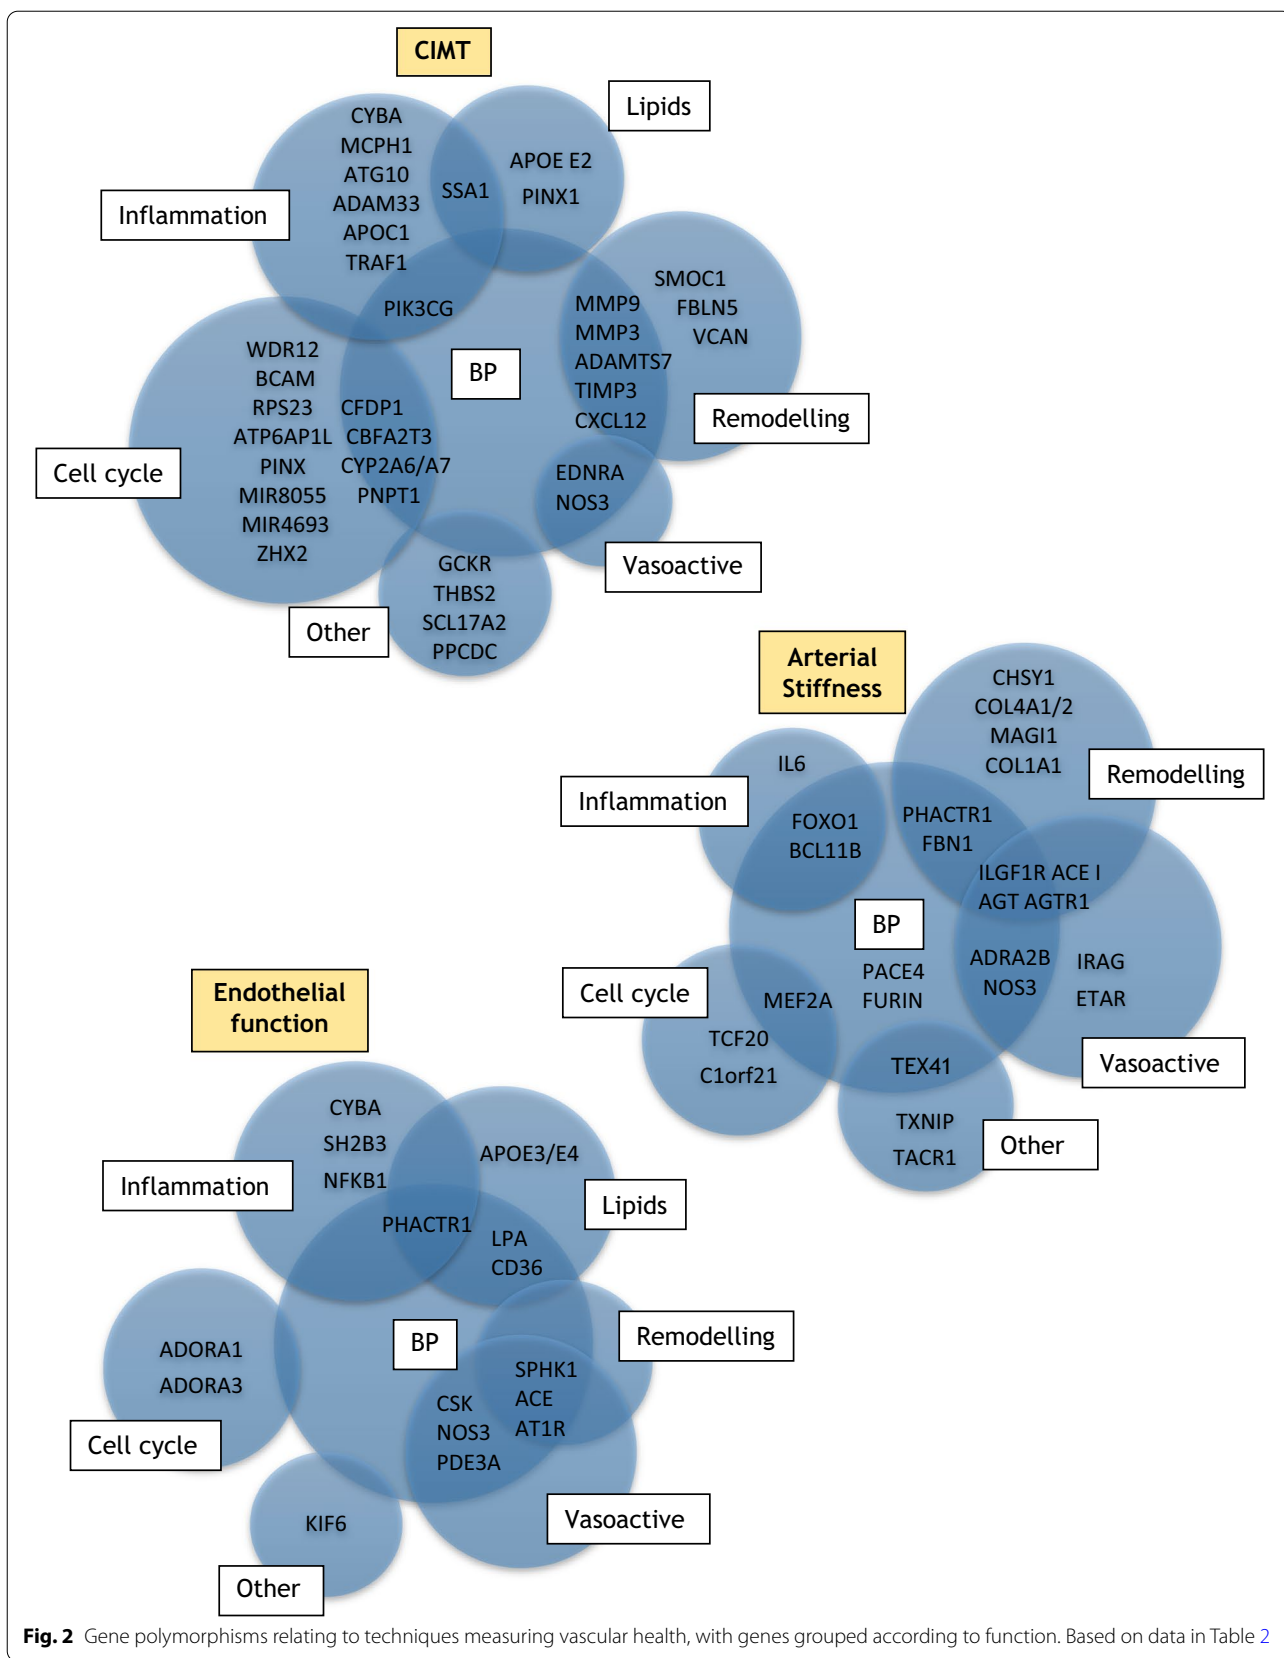 CIMT
Lipids
Inflammation
CYBA
MCPH1
ATG10
ADAM33
APOC1
TRAF1
SSA1
APOE E2
PINX1
PIK3CG
BP
MMP9
MMP3
ADAMTS7
TIMP3
CXCL12
SMOC1
FBLN5
VCAN
Remodelling
Cell cycle
WDR12
BCAM
RPS23
ATP6AP1L
PINX
MIR8055
MIR4693
ZHX2
CFDP1
CBFA2T3
CYP2A6/A7
PNPT1
EDNRA
NOS3
Vasoactive
Other
GCKR
THBS2
SCL17A2
PPCDC
Arterial
Stiffness
Inflammation
IL6
FOXO1
BCL11B
CHSY1
COL4A1/2
MAGI1
COL1A1
Remodelling
PHACTR1
FBN1
ILGF1R ACE I
AGT AGTR1
BP
PACE4
FURIN
ADRA2B
NOS3
IRAG
ETAR
Vasoactive
Cell cycle
MEF2A
TCF20
C1orf21
TEX41
TXNIP
TACR1
Other
Endothelial
function
Inflammation
CYBA
SH2B3
NFKB1
APOE3/E4
Lipids
PHACTR1
LPA
CD36
BP
Remodelling
ADORA1
ADORA3
Cell cycle
SPHK1
ACE
AT1R
CSK
NOS3
PDE3A
Vasoactive
KIF6
Other
Fig. 2 Gene polymorphisms relating to techniques measuring vascular health, with genes grouped according to function. Based on data in Table 2